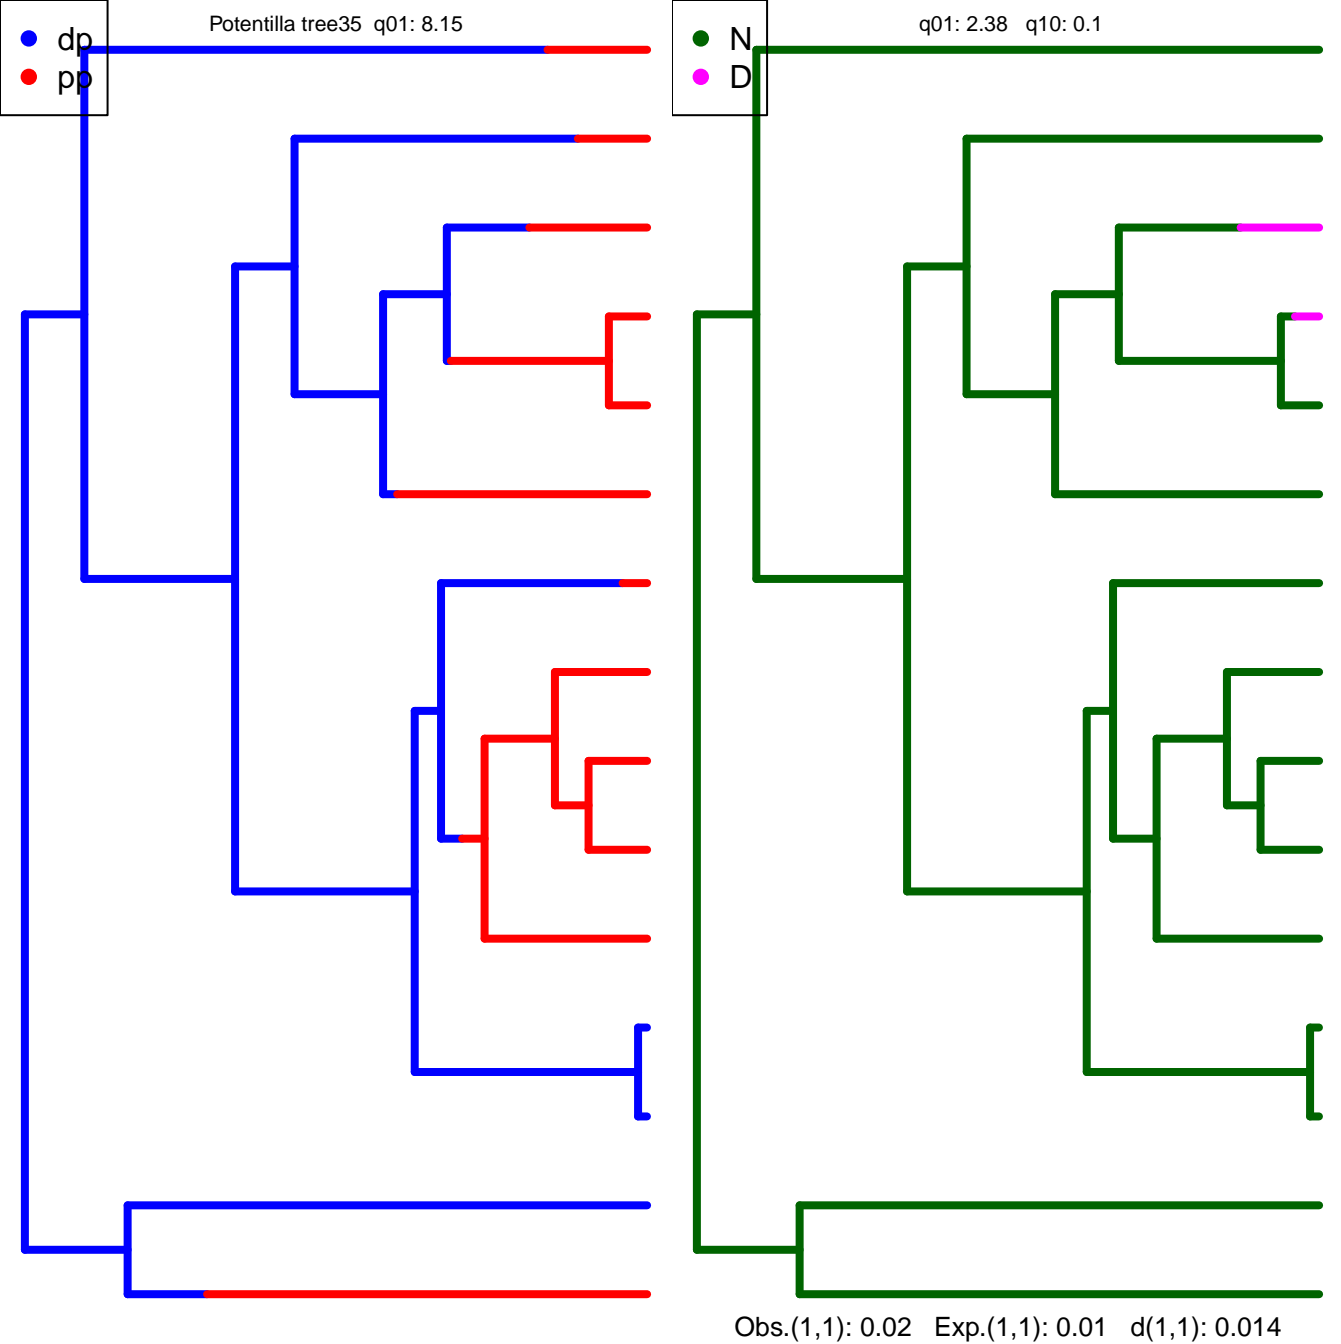 Potentilla tree35  q01: 8.15
dp
pp
q01: 2.38   q10: 0.1
N
D
Obs.(1,1): 0.02   Exp.(1,1): 0.01   d(1,1): 0.014